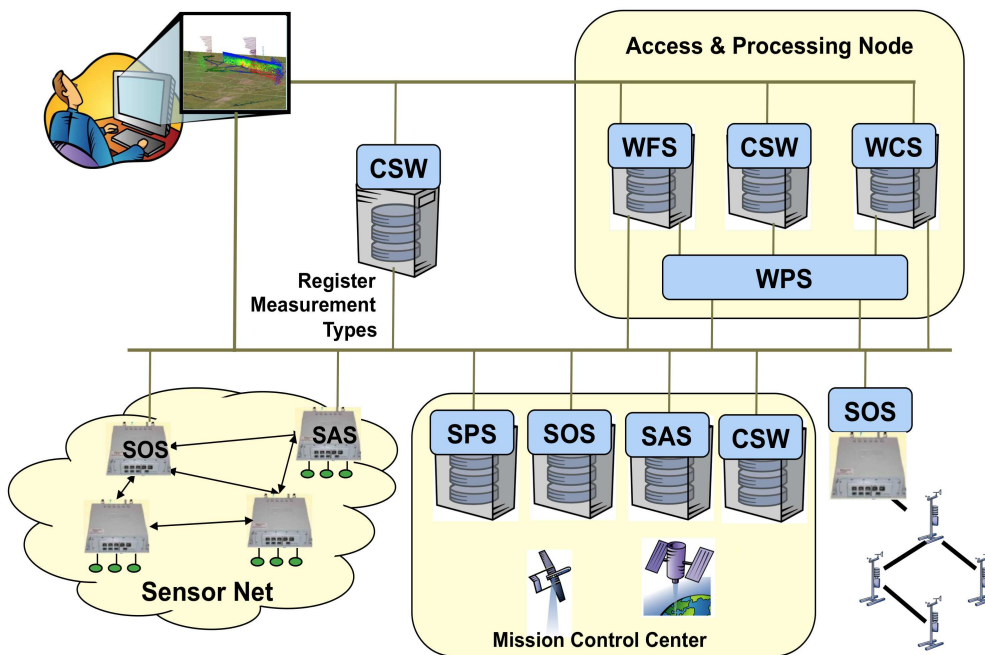 Access & Processing Node
WFS
CSW
WCS
CSW
WPS
Register
Measurement
Types
SOS
SAS
SPS
SOS
SAS
CSW
SOS
Sensor Net
Mission Control Center